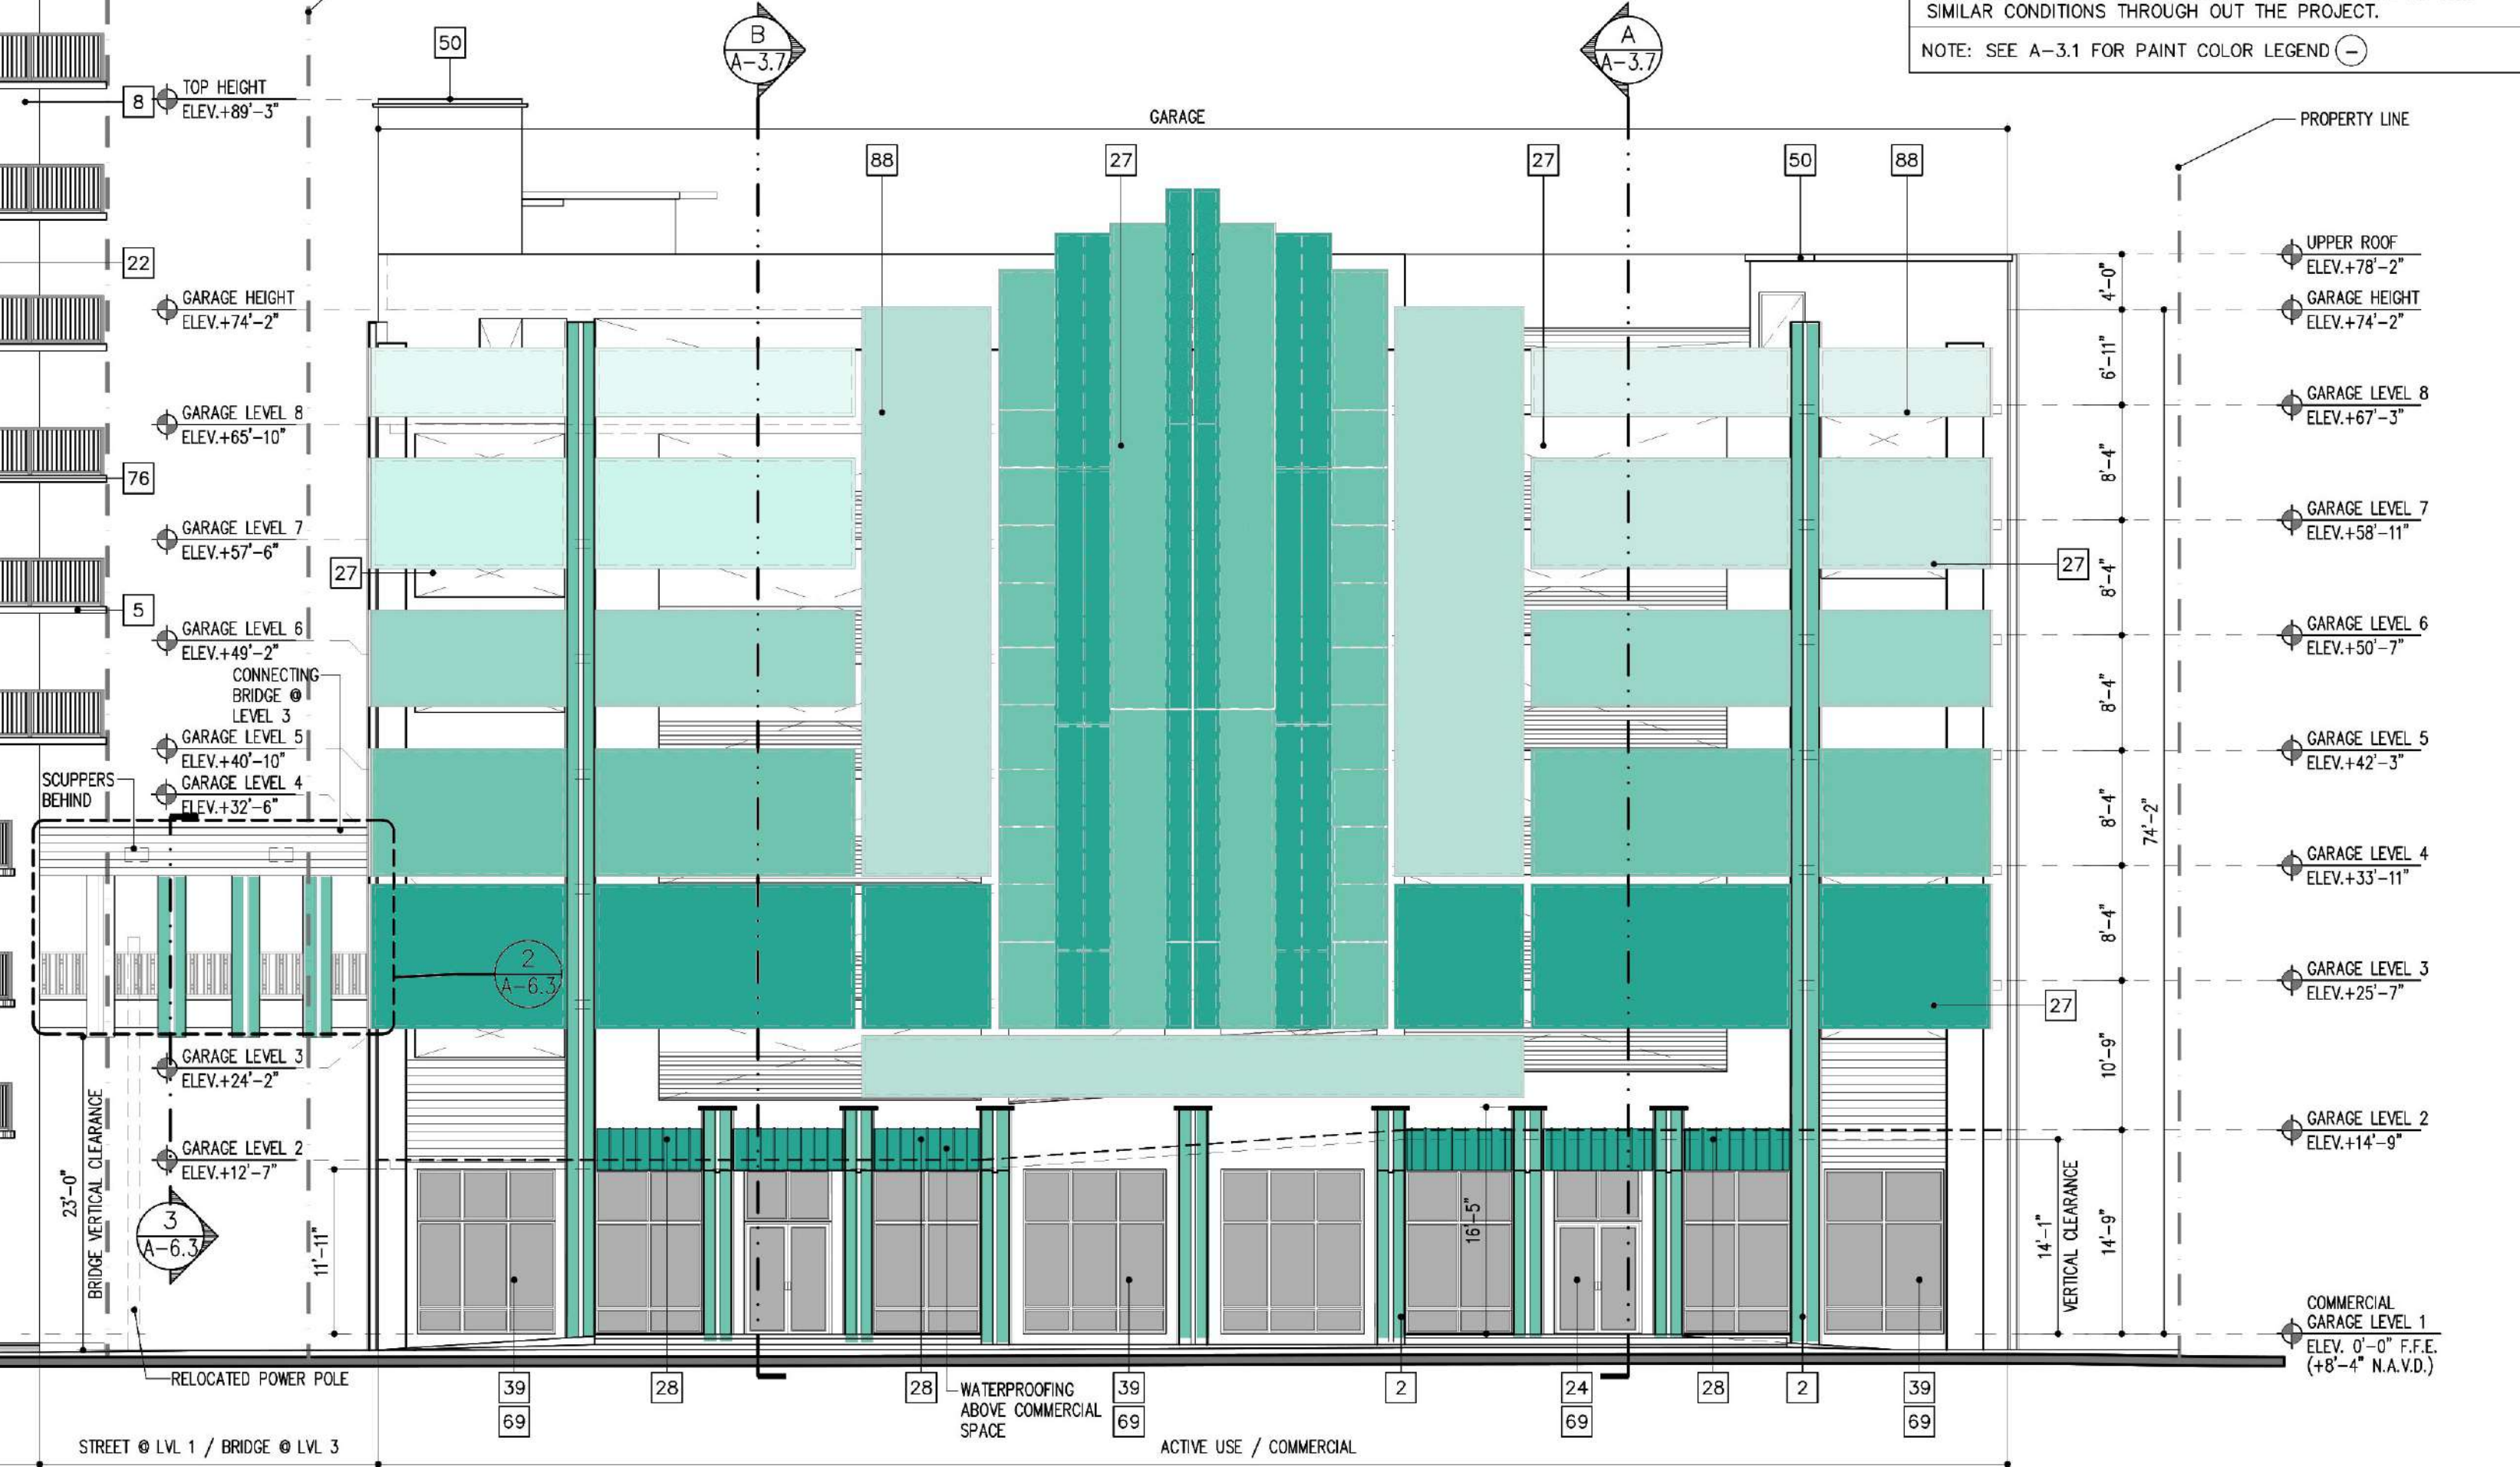 SIMILAR CONDITIONS THROUGH OUT THE PROJECT.
NOTE: SEE A-3.1 FOR PAINT COLOR LEGEND -
50
B
A-3.7
A
A-3.7
8
TOP HEIGHT
ELEV.+89'-3"
GARAGE
PROPERTY LINE
88
27
27
50
88
22
GARAGE HEIGHT
ELEV.+74'-2"
GARAGE LEVEL 8
ELEV.+65'-10"
76
GARAGE LEVEL 7
ELEV.+57'-6"
27
5
GARAGE LEVEL 6
ELEV.+49'-2"
CONNECTING
BRIDGE @
LEVEL 3
GARAGE LEVEL 5
ELEV.+40'-10"
SCUPPERS
BEHIND
GARAGE LEVEL 4
ELEV.+32'-6"
2
A-6.3
GARAGE LEVEL 3
ELEV.+24'-2"
GARAGE LEVEL 2
ELEV.+12'-7"
23'-0"
BRIDGE VERTICAL CLEARANCE
3
A-6.3
11'-11"
RELOCATED POWER POLE
UPPER ROOF
ELEV.+78'-2"
4'-0"
GARAGE HEIGHT
ELEV.+74'-2"
6'-11"
GARAGE LEVEL 8
ELEV.+67'-3"
8'-4"
GARAGE LEVEL 7
ELEV.+58'-11"
27
8'-4"
GARAGE LEVEL 6
ELEV.+50'-7"
8'-4"
GARAGE LEVEL 5
ELEV.+42'-3"
8'-4"
74'-2"
GARAGE LEVEL 4
ELEV.+33'-11"
8'-4"
GARAGE LEVEL 3
ELEV.+25'-7"
27
10'-9"
GARAGE LEVEL 2
ELEV.+14'-9"
16'-5"
14'-1"
VERTICAL CLEARANCE
14'-9"
COMMERCIAL
GARAGE LEVEL 1
ELEV. 0'-0" F.F.E.
(+8'-4" N.A.V.D.)
39
69
28
28
WATERPROOFING
ABOVE COMMERCIAL
SPACE
39
69
2
24
69
28
2
39
69
STREET @ LVL 1 / BRIDGE @ LVL 3
ACTIVE USE / COMMERCIAL